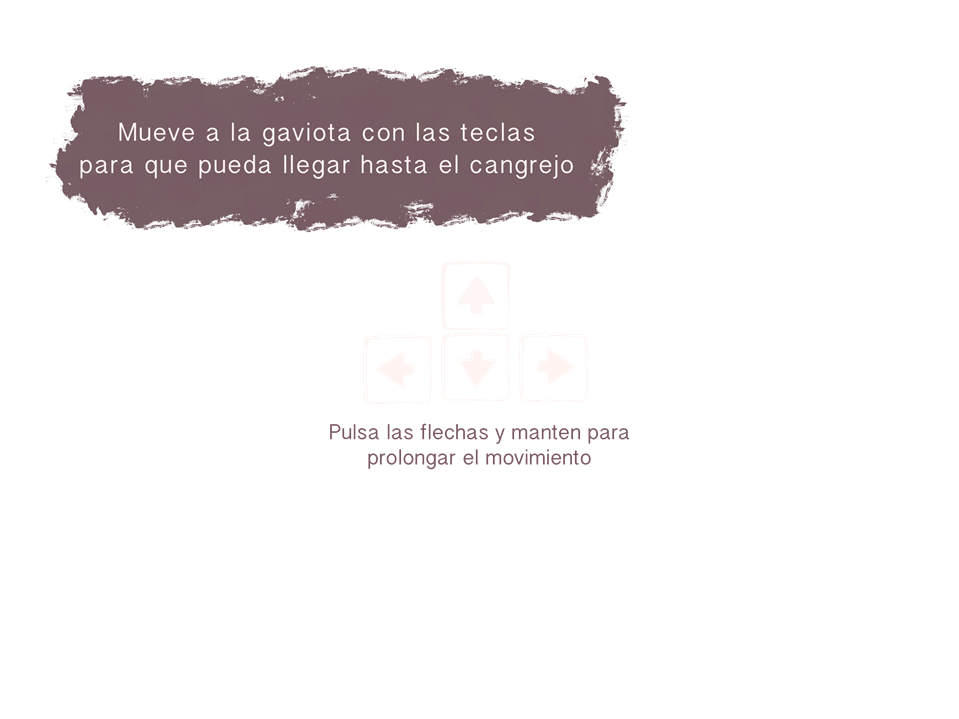 Mueve a la gaviota con las teclas
para que pueda llegar hasta el cangrejo
Pulsa las flechas y manten para
prolongar el movimiento